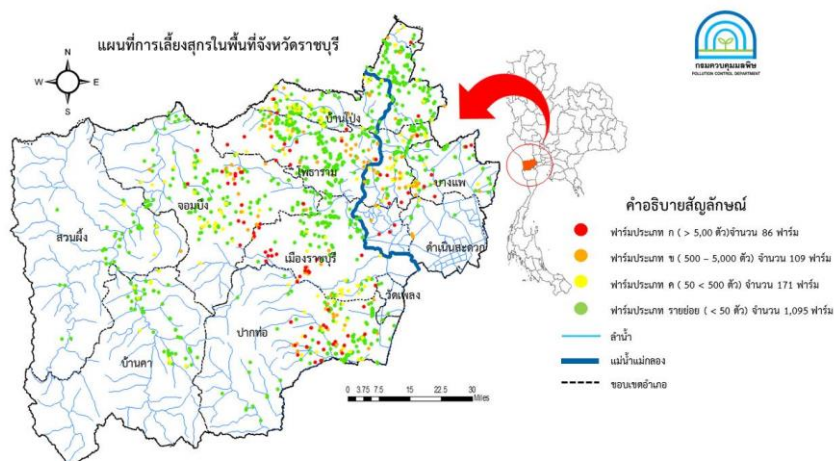 แผนที่การเลี้ยงสุกรในพื้นที่จังหวัดราชบุรี
กรมควบคุมมลพิษ
POLLUTION CONTROL DEPARTMENT
N
W
E
S
บ้านโป่ง
โพธาราม
บางแพ
จอมบึง
สวนผึ้ง
ดำเนินสะดวก
เมืองราชบุรี
วัดเพลง
ปากท่อ
บ้านคา
คำอธิบายสัญลักษณ์
ฟาร์มประเภท ก ( > 5,00 ตัว)จำนวน 86 ฟาร์ม
ฟาร์มประเภท ข (500 – 5,000 ตัว) จำนวน 109 ฟาร์ม
ฟาร์มประเภท ค (50 < 500 ตัว) จำนวน 171 ฟาร์ม
ฟาร์มประเภท รายย่อย ( < 50 ตัว) จำนวน 1,095 ฟาร์ม
ลำน้ำ
แม่น้ำแม่กลอง
ขอบเขตอำเภอ
0 3.75 7.5 15 22.5 30
Miles